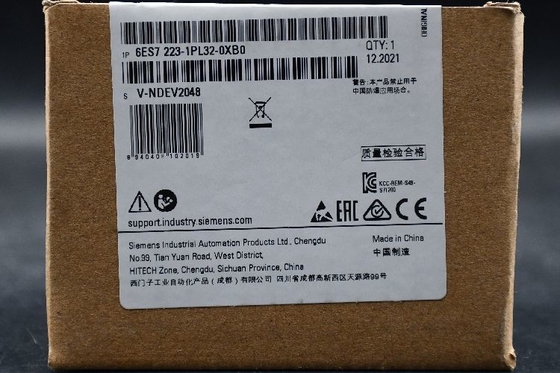 1P 6ES7 223-1PL32-0XB0
QTY: 1
12.2021
S V-NDEV2048
警告:本产品禁止在
中国防爆应用场合。
质量检验合格
KCC-REM-S49-
S71200
EAC CE
support.industry.siemens.com
Siemens Industrial Automation Products Ltd., Chengdu
No.99, Tian Yuan Road, West District,
HITECH Zone, Chengdu, Sichuan Province, China
西门子工业自动化产品（成都）有限公司 四川省成都高新西区天源路99号
Made in China
中国制造